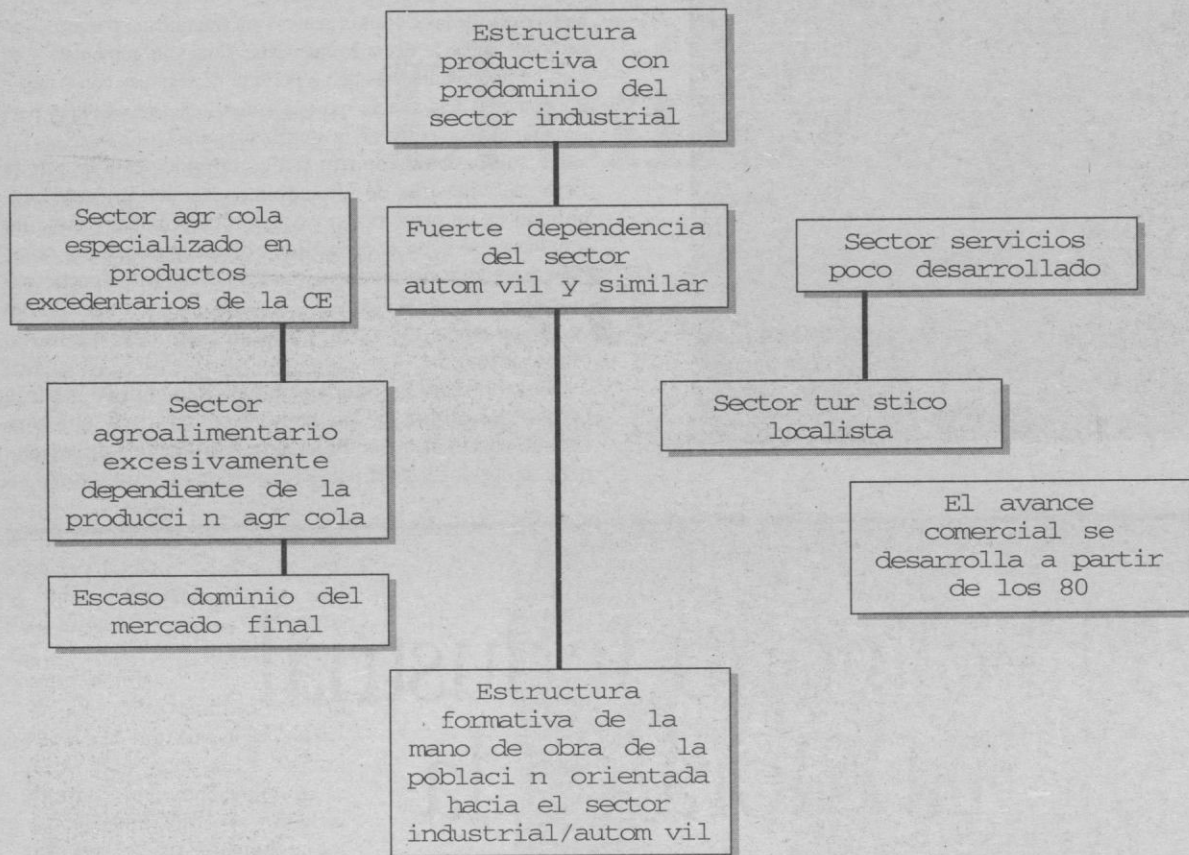 Estructura
productiva con
prodominio del
sector industrial
Sector agr cola
especializado en
productos
excedentarios de la CE
Fuerte dependencia
del sector
autom vil y similar
Sector servicios
poco desarrollado
Sector
agroalimentario
excesivamente
dependiente de la
producci n agr cola
Sector tur stico
localista
El avance
comercial se
desarrolla a partir
de los 80
Escaso dominio del
mercado final
Estructura
formativa de la
mano de obra de la
poblaci n orientada
hacia el sector
industrial/autom vil